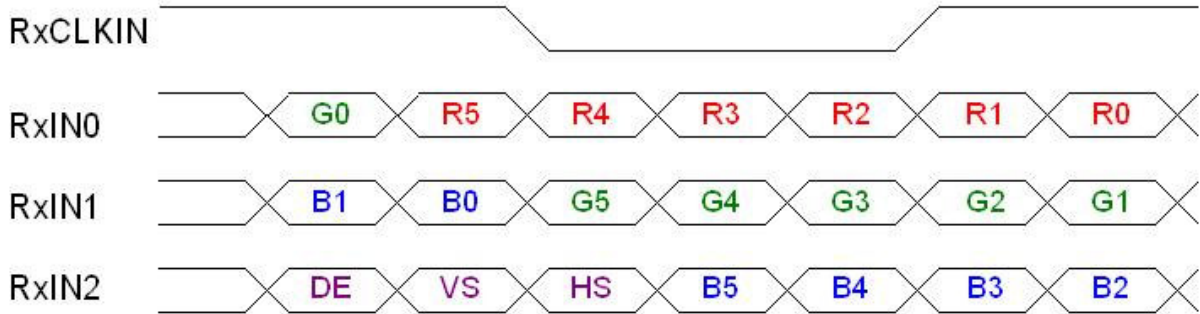 RxCLKIN
RxIN0 G0 R5 R4 R3 R2 R1 R0
RxIN1 B1 B0 G5 G4 G3 G2 G1
RxIN2 DE VS HS B5 B4 B3 B2